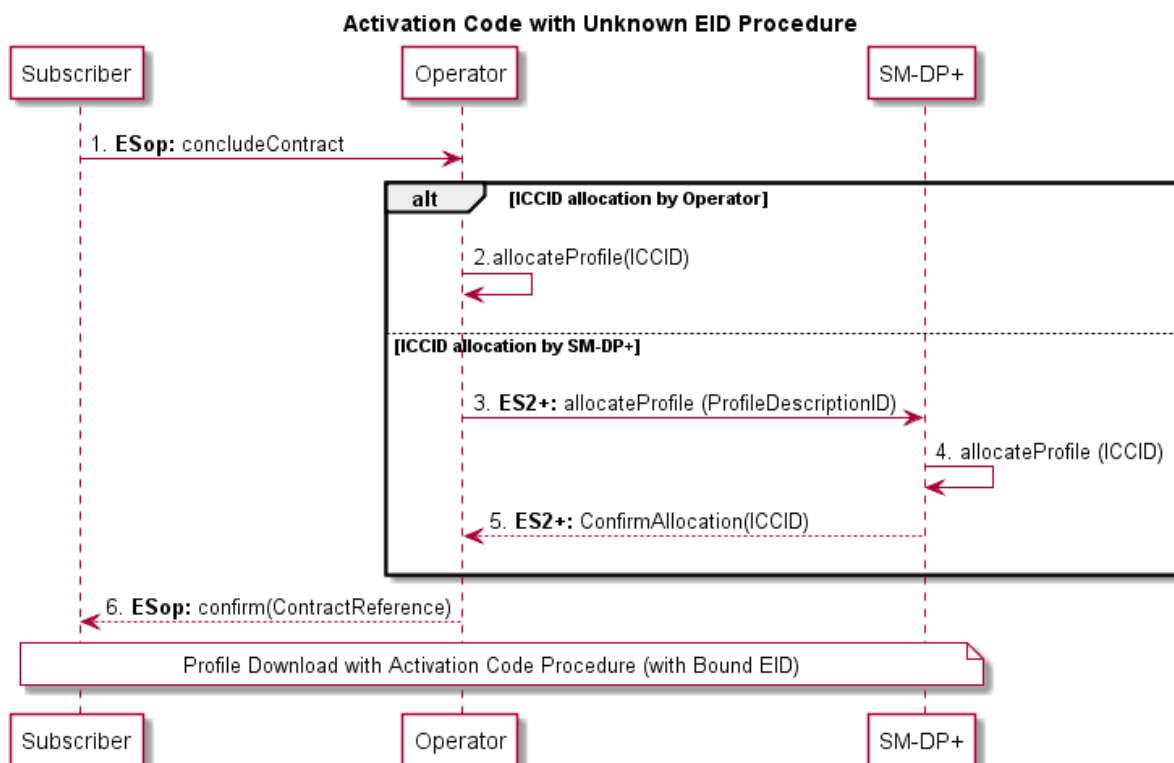 Activation Code with Unknown EID Procedure
Subscriber
Operator
SM-DP+
1. ESop: concludeContract
alt
[ICCID allocation by Operator]
2.allocateProfile(ICCID)
[ICCID allocation by SM-DP+]
3. ES2+: allocateProfile (ProfileDescriptionID)
4. allocateProfile (ICCID)
5. ES2+: ConfirmAllocation(ICCID)
6. ESop: confirm(ContractReference)
Profile Download with Activation Code Procedure (with Bound EID)
Subscriber
Operator
SM-DP+